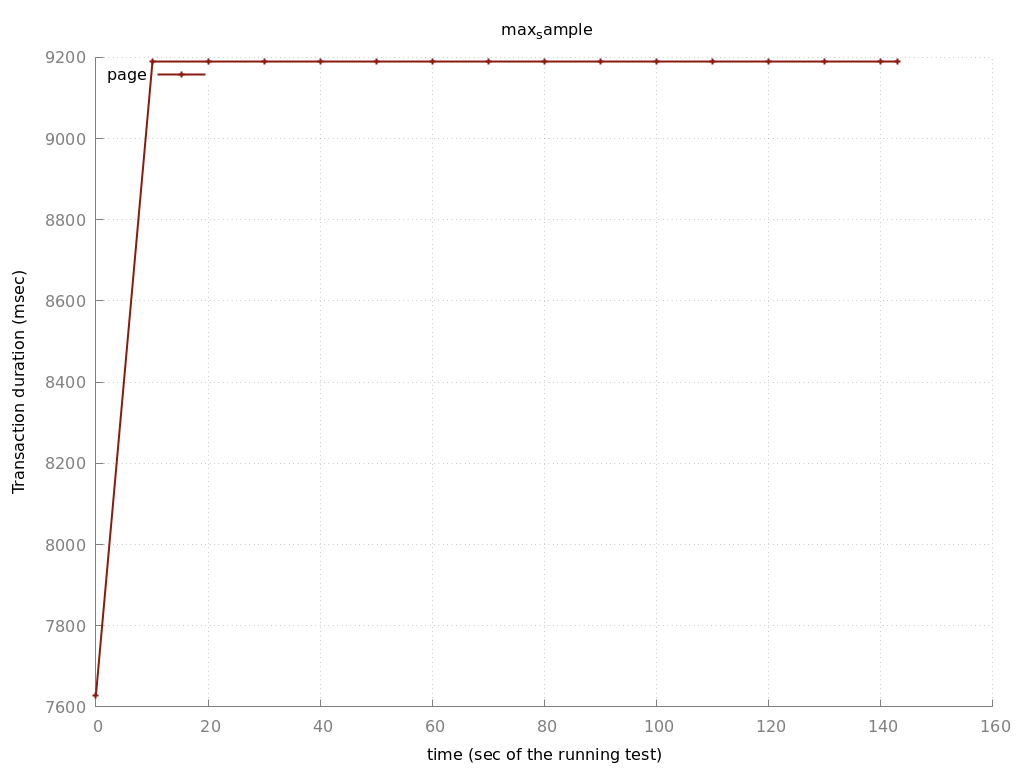 max_sample
Transaction duration (msec)
9200
9000
8800
8600
8400
8200
8000
7800
7600
page
0 20 40 60 80 100 120 140 160
time (sec of the running test)